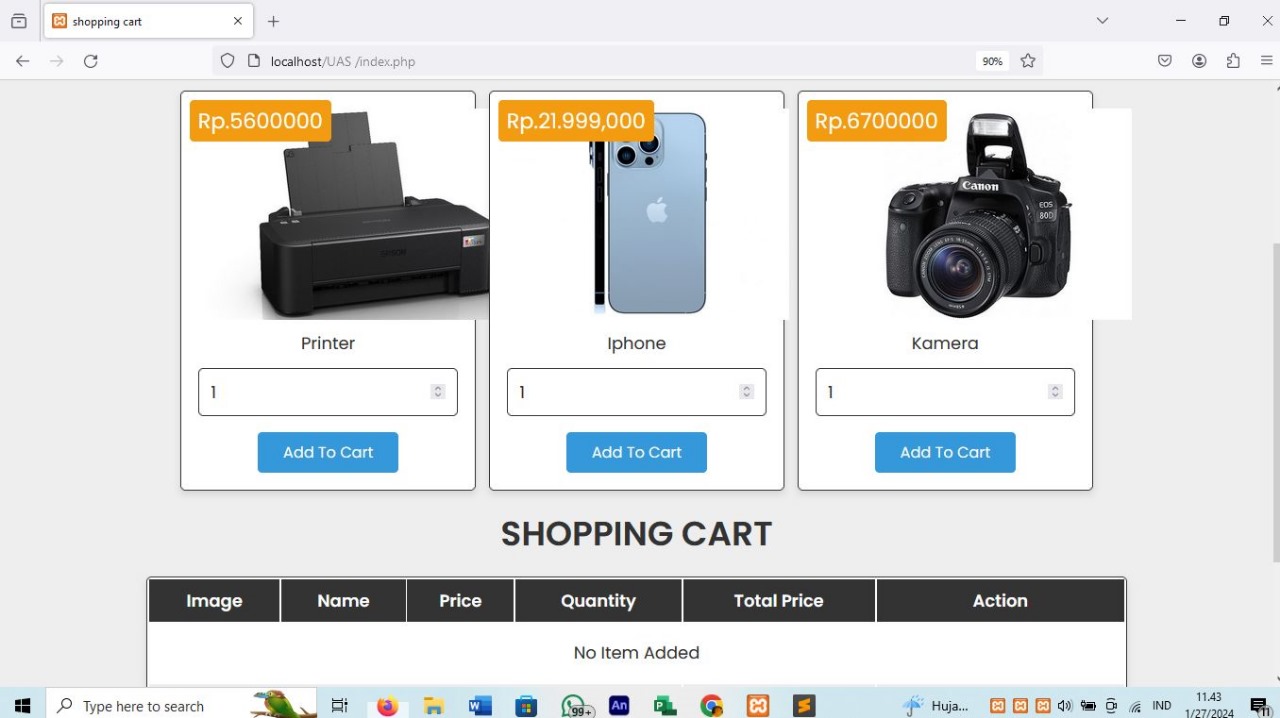 shopping cart
localhost/UAS /index.php
90%
Rp.5600000
Rp.21.999,000
Rp.6700000
EPSON
Canon
EOS
80D
Printer
Iphone
Kamera
1
1
1
Add To Cart
Add To Cart
Add To Cart
SHOPPING CART
Image Name Price Quantity Total Price Action
No Item Added
Type here to search
99+
An
Huja...
IND
11.43
1/27/2024
11